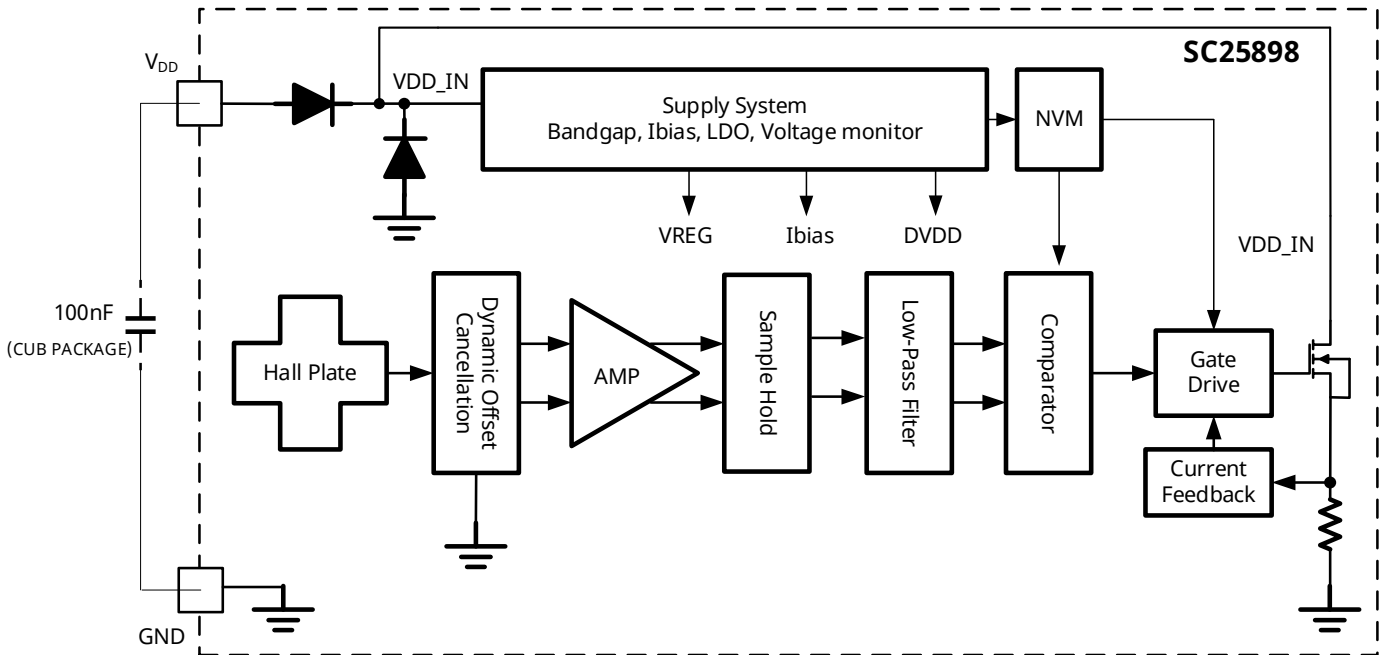 SC25898
VDD
VDD_IN
Supply System
Bandgap, Ibias, LDO, Voltage monitor
NVM
VREG
Ibias
DVDD
VDD_IN
100nF
(CUB PACKAGE)
Hall Plate
Dynamic Offset
Cancellation
AMP
Sample Hold
Low-Pass Filter
Comparator
Gate
Drive
Current
Feedback
GND